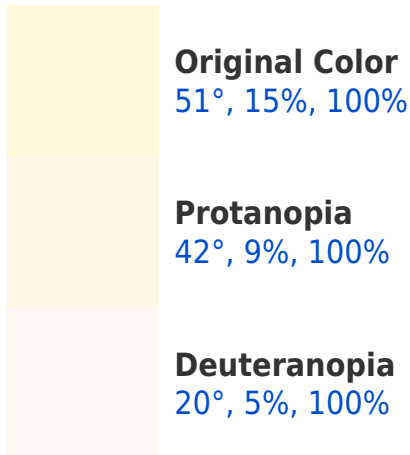 Original Color
51°, 15%, 100%
Protanopia
42°, 9%, 100%
Deuteranopia
20°, 5%, 100%